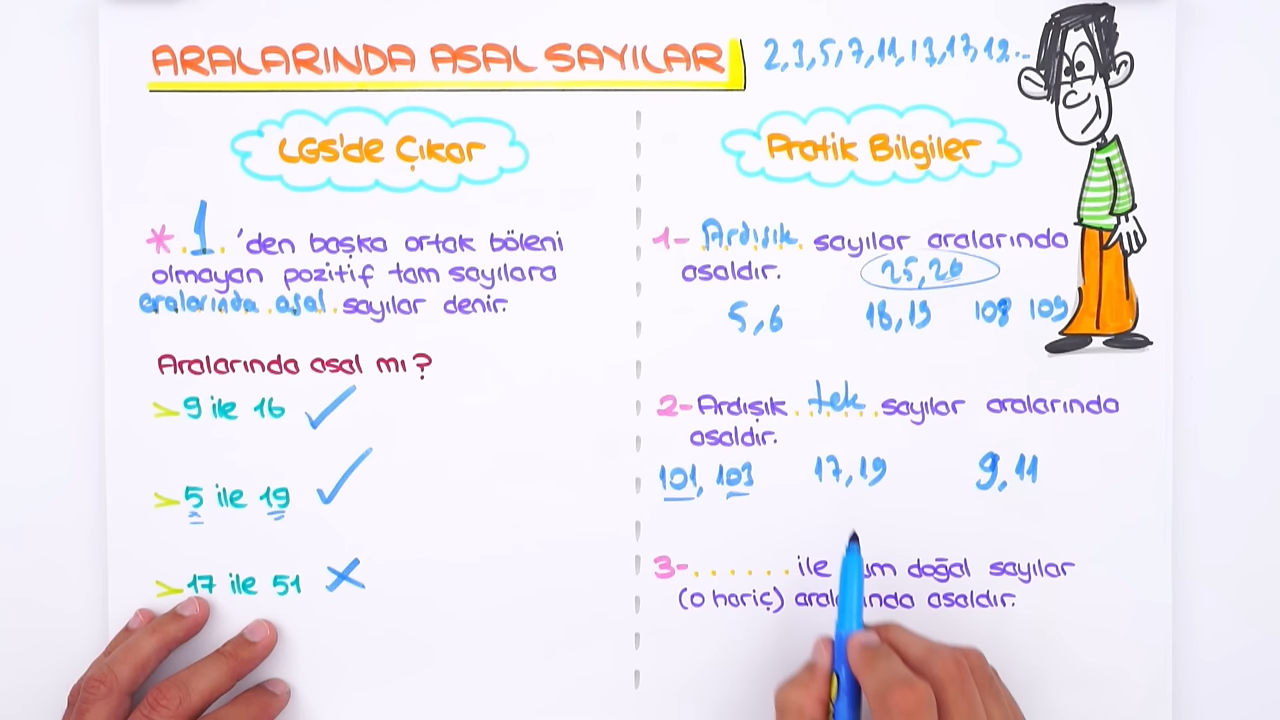 ARALARINDA ASAL SAYILAR
2,3,5,7,11,13,17,19...
LGS'de Çıkar
* 1 'den başka ortak böleni
olmayan pozitif tam sayılara
aralarında asal sayılar denir.
Aralarında asal mı?
> 9 ile 16 ✓
> 5 ile 19 ✓
> 17 ile 51 ✗
Pratik Bilgiler
1- Ardışık sayılar aralarında
asaldır.
25,26
5,6 18,19 108 109
2- Ardışık tek sayılar aralarında
asaldır.
101, 103 17,19 9,11
3- ...... ile doğal sayılar
(0 hariç) asaldır.